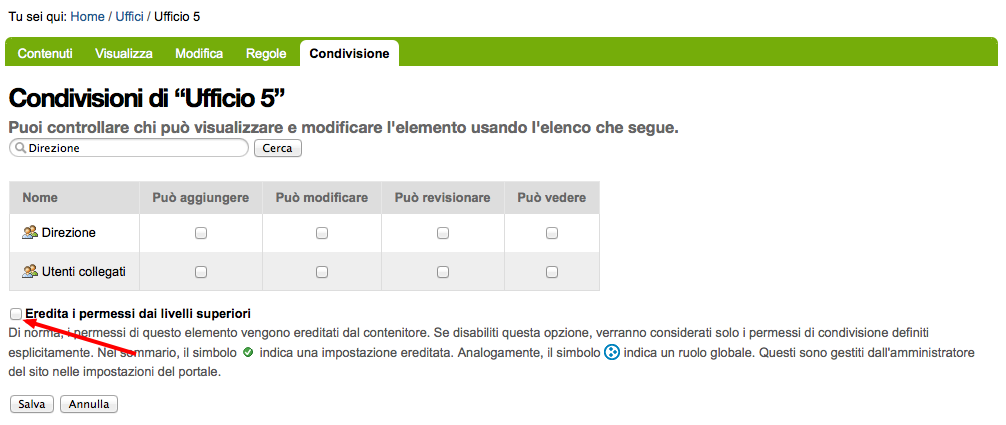 Tu sei qui: Home / Uffici / Ufficio 5
Contenuti Visualizza Modifica Regole Condivisione
Condivisioni di “Ufficio 5”
Puoi controllare chi può visualizzare e modificare l'elemento usando l'elenco che segue.
Direzione Cerca
Nome Può aggiungere Può modificare Può revisionare Può vedere
Direzione
Utenti collegati
Eredita i permessi dai livelli superiori
Di norma, i permessi di questo elemento vengono ereditati dal contenitore. Se disabiliti questa opzione, verranno considerati solo i permessi di condivisione definiti
esplicitamente. Nel sommario, il simbolo indica una impostazione ereditata. Analogamente, il simbolo indica un ruolo globale. Questi sono gestiti dall'amministratore
del sito nelle impostazioni del portale.
Salva Annulla